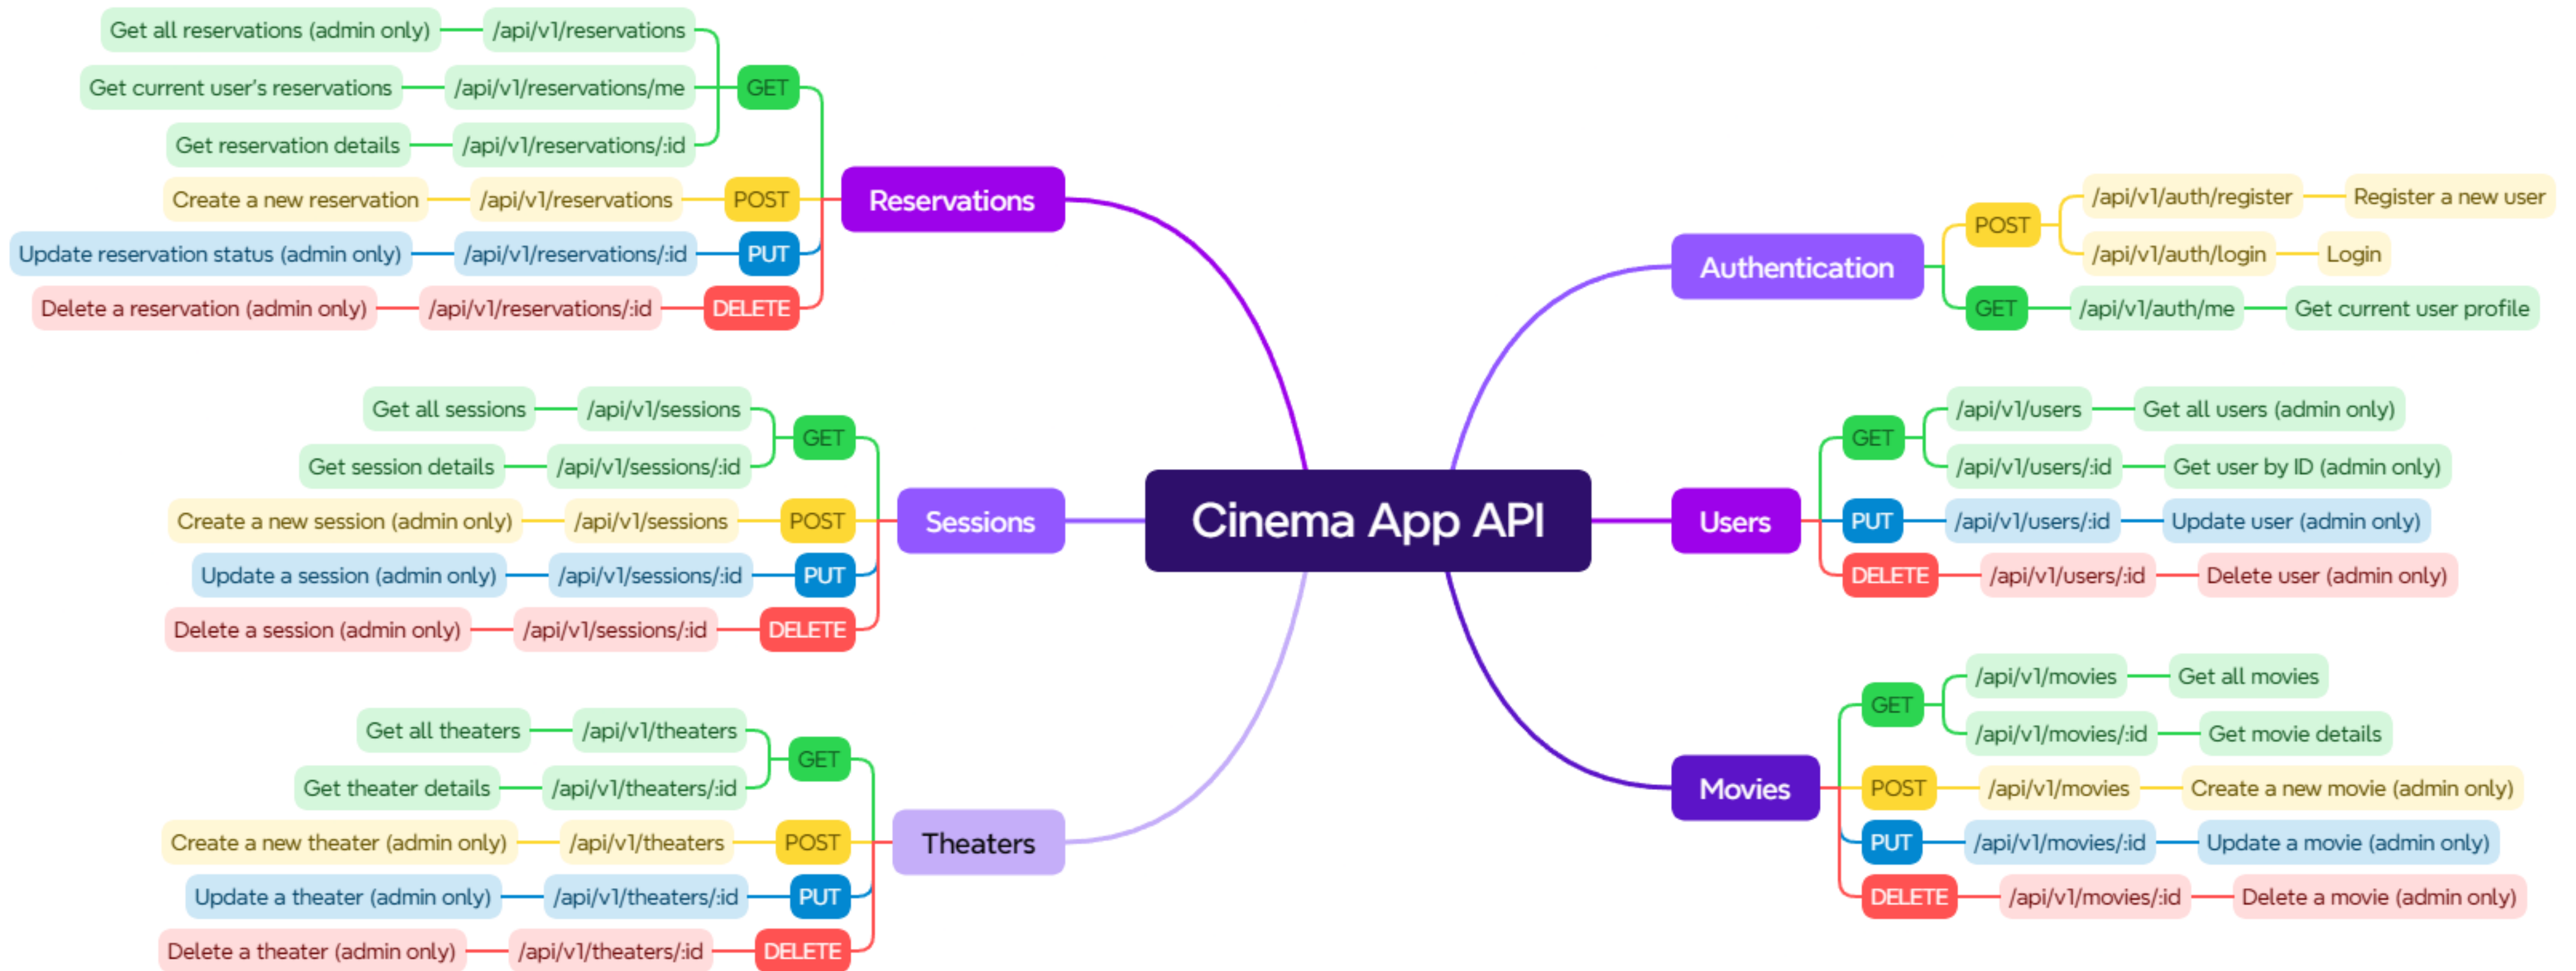 Cinema App API
Reservations
GET
/api/v1/reservations
Get all reservations (admin only)
/api/v1/reservations/me
Get current user's reservations
/api/v1/reservations/:id
Get reservation details
POST
/api/v1/reservations
Create a new reservation
PUT
/api/v1/reservations/:id
Update reservation status (admin only)
DELETE
/api/v1/reservations/:id
Delete a reservation (admin only)
Sessions
GET
/api/v1/sessions
Get all sessions
/api/v1/sessions/:id
Get session details
POST
/api/v1/sessions
Create a new session (admin only)
PUT
/api/v1/sessions/:id
Update a session (admin only)
DELETE
/api/v1/sessions/:id
Delete a session (admin only)
Theaters
GET
/api/v1/theaters
Get all theaters
/api/v1/theaters/:id
Get theater details
POST
/api/v1/theaters
Create a new theater (admin only)
PUT
/api/v1/theaters/:id
Update a theater (admin only)
DELETE
/api/v1/theaters/:id
Delete a theater (admin only)
Authentication
POST
/api/v1/auth/register
Register a new user
/api/v1/auth/login
Login
GET
/api/v1/auth/me
Get current user profile
Users
GET
/api/v1/users
Get all users (admin only)
/api/v1/users/:id
Get user by ID (admin only)
PUT
/api/v1/users/:id
Update user (admin only)
DELETE
/api/v1/users/:id
Delete user (admin only)
Movies
GET
/api/v1/movies
Get all movies
/api/v1/movies/:id
Get movie details
POST
/api/v1/movies
Create a new movie (admin only)
PUT
/api/v1/movies/:id
Update a movie (admin only)
DELETE
/api/v1/movies/:id
Delete a movie (admin only)